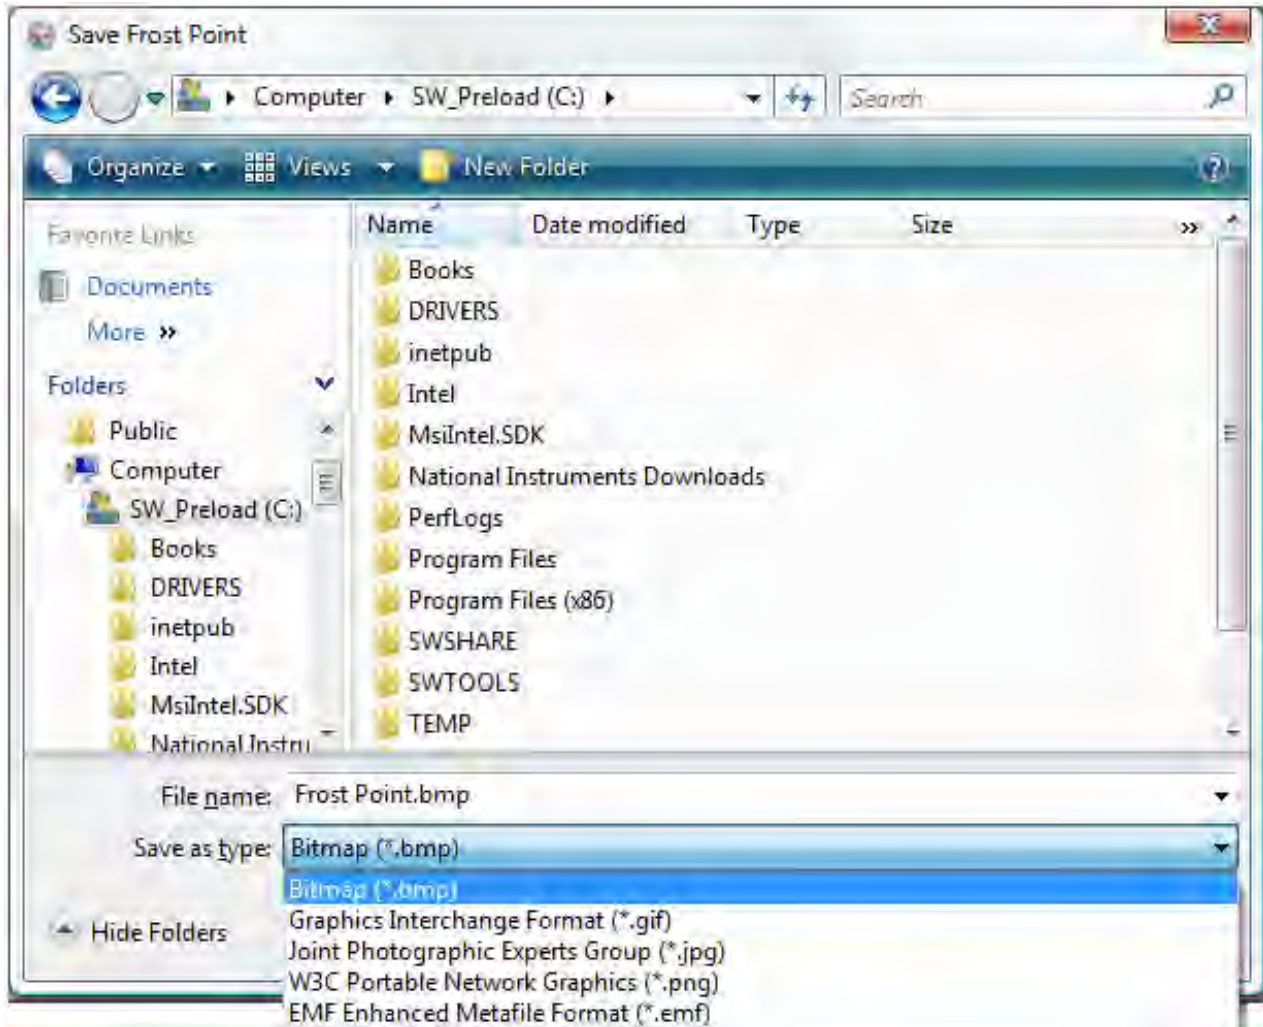 Save Frost Point
Computer SW_Preload (C:) Search
Organize Views New Folder
Favorite Links
Documents
More »
Folders
Public
Computer
SW_Preload (C:)
Books
DRIVERS
inetpub
Intel
MsiIntel.SDK
National Instru
Name Date modified Type Size »
Books
DRIVERS
inetpub
Intel
MsiIntel.SDK
National Instruments Downloads
PerfLogs
Program Files
Program Files (x86)
SWSHARE
SWTOOLS
TEMP
File name: Frost Point.bmp
Save as type: Bitmap (*.bmp)
Bitmap (*.bmp)
Graphics Interchange Format (*.gif)
Joint Photographic Experts Group (*.jpg)
W3C Portable Network Graphics (*.png)
EMF Enhanced Metafile Format (*.emf)
Hide Folders